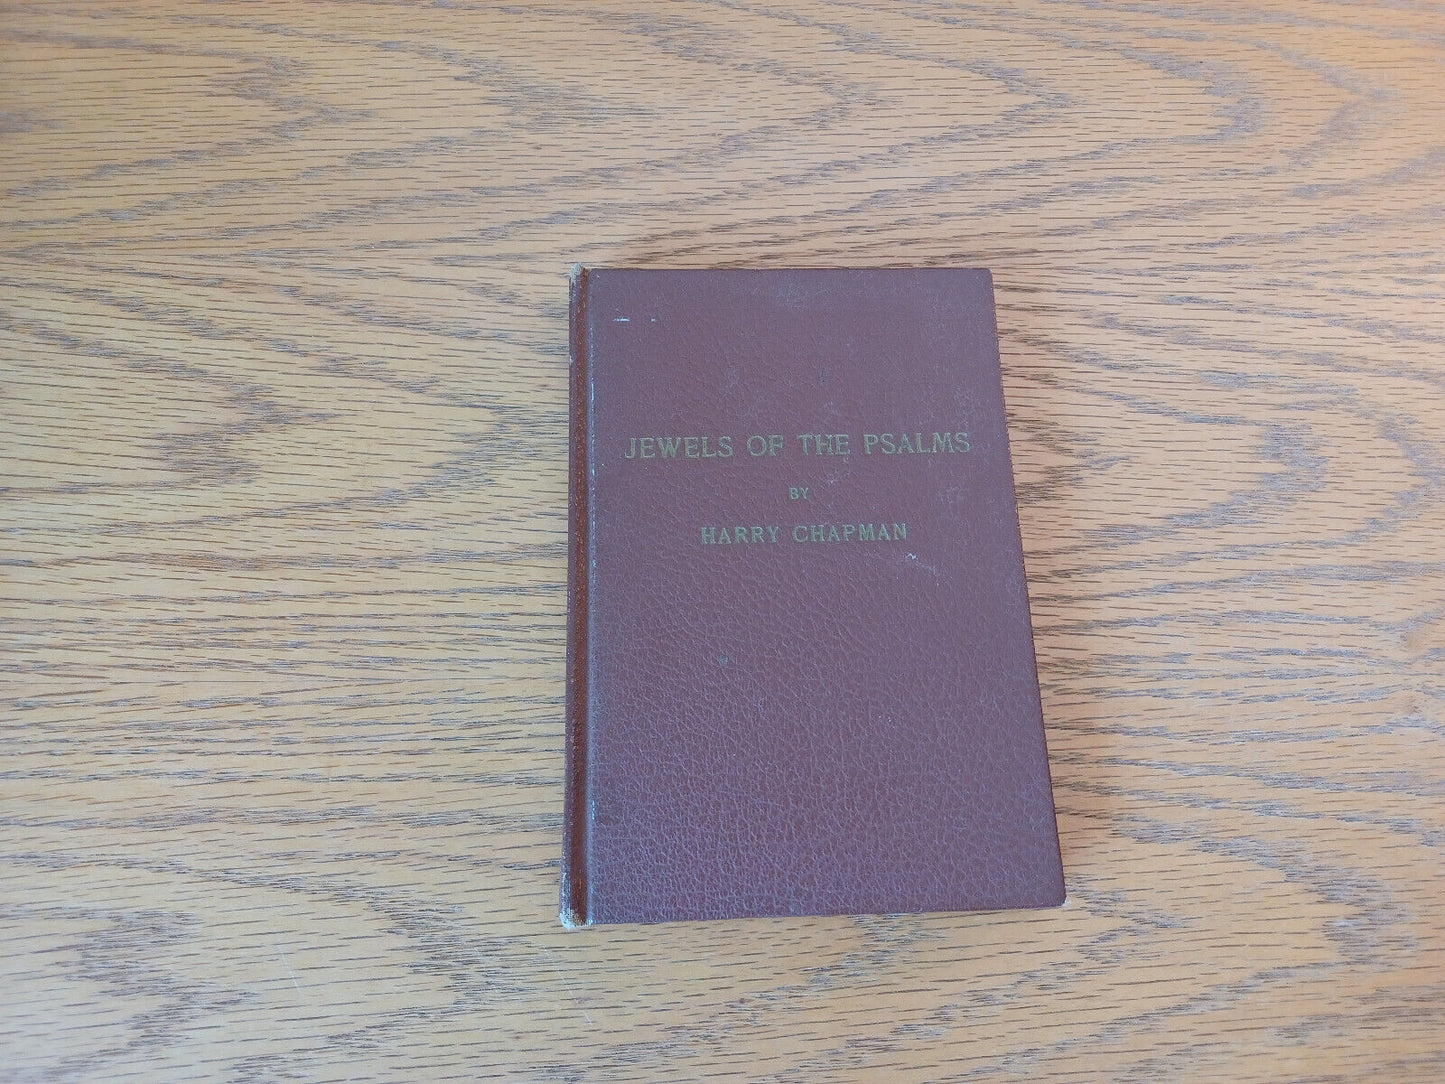 JEWELS OF THE PSALMS
BY
HARRY CHAPMAN